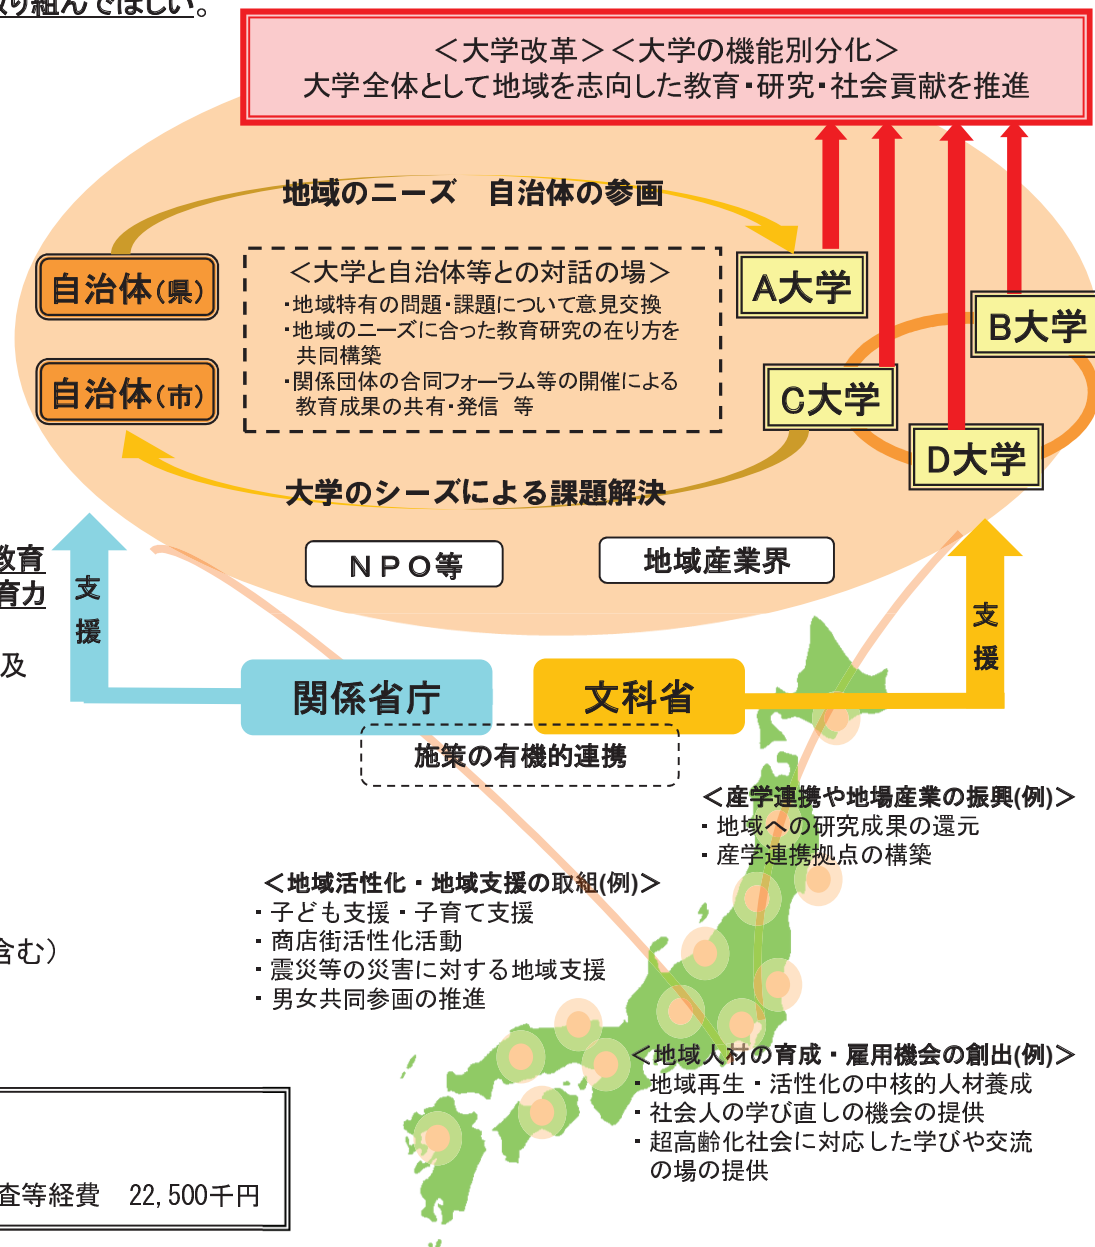 取り組んでほしい。
＜大学改革＞＜大学の機能別分化＞
大学全体として地域を志向した教育・研究・社会貢献を推進
地域のニーズ　自治体の参画
自治体（県）
自治体（市）
＜大学と自治体等との対話の場＞
・地域特有の問題・課題について意見交換
・地域のニーズに合った教育研究の在り方を
共同構築
・関係団体の合同フォーラム等の開催による
教育成果の共有・発信　等
A大学
B大学
C大学
D大学
大学のシーズによる課題解決
ＮＰＯ等
地域産業界
教育
育力
及
支援
支援
関係省庁
文科省
施策の有機的連携
＜産学連携や地場産業の振興(例)＞
・地域への研究成果の還元
・産学連携拠点の構築
＜地域活性化・地域支援の取組(例)＞
・子ども支援・子育て支援
・商店街活性化活動
・震災等の災害に対する地域支援
・男女共同参画の推進
含む）
＜地域人材の育成・雇用機会の創出(例)＞
・地域再生・活性化の中核的人材養成
・社会人の学び直しの機会の提供
・超高齢化社会に対応した学びや交流
の場の提供
査等経費　22,500千円